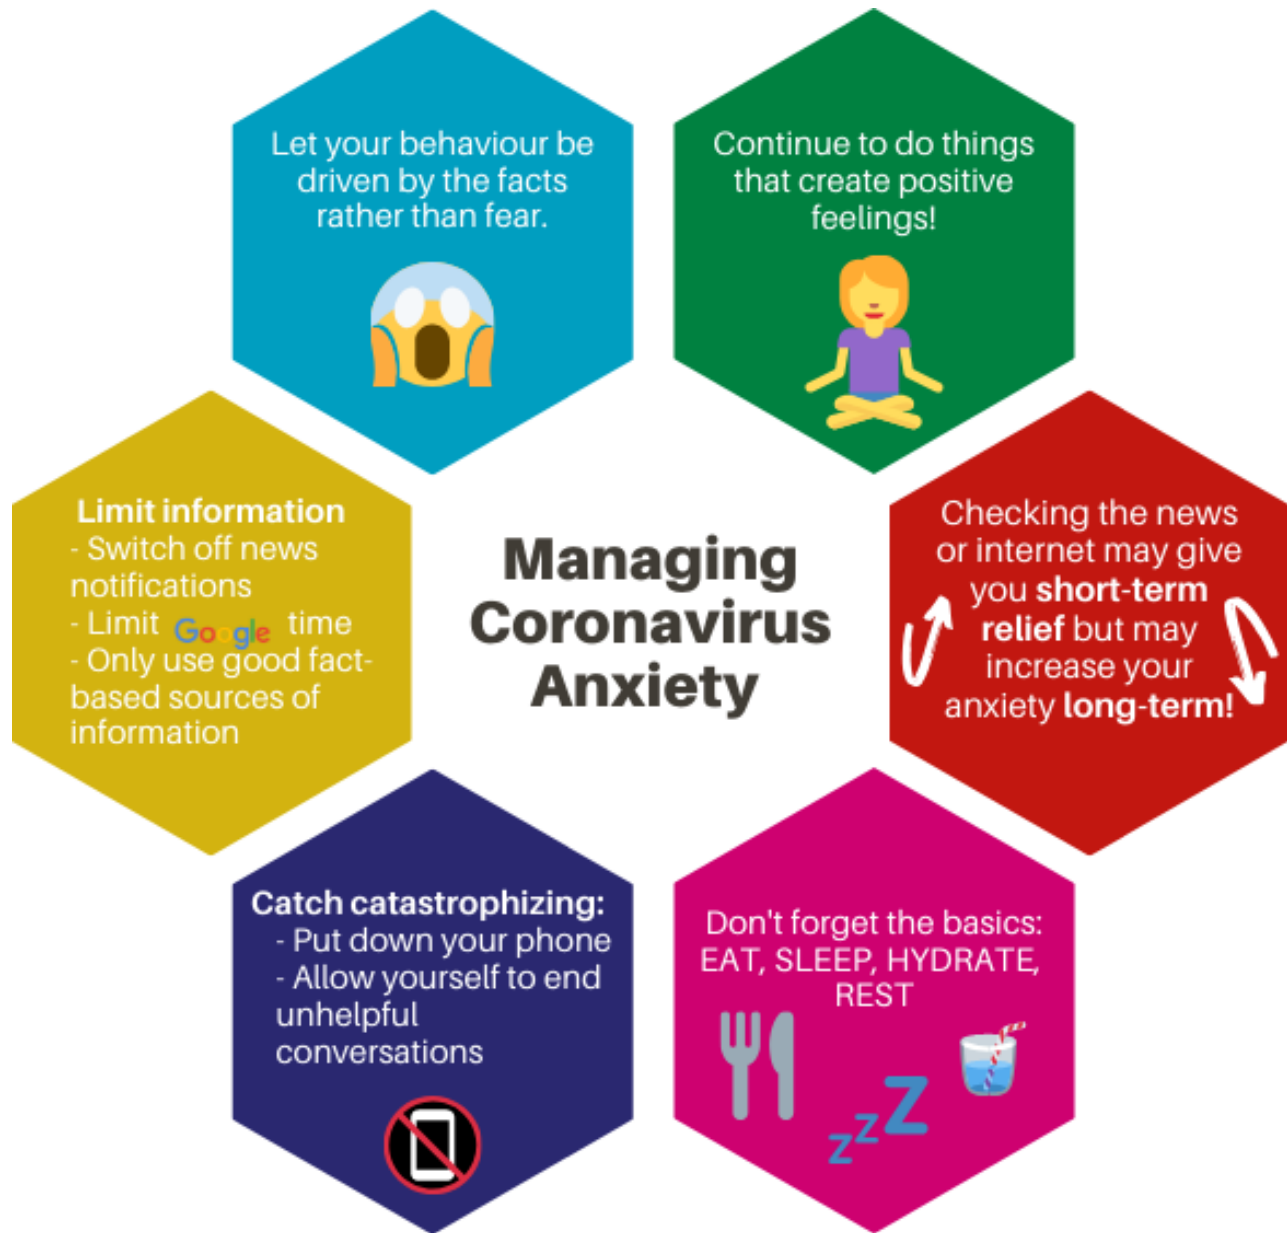 Let your behaviour be
driven by the facts
rather than fear.
Continue to do things
that create positive
feelings!
Limit information
- Switch off news
notifications
- Limit Google time
- Only use good fact-
based sources of
information
Managing
Coronavirus
Anxiety
Checking the news
or internet may give
you short-term
relief but may
increase your
anxiety long-term!
Catch catastrophizing:
- Put down your phone
- Allow yourself to end
unhelpful
conversations
Don't forget the basics:
EAT, SLEEP, HYDRATE,
REST
zzZ